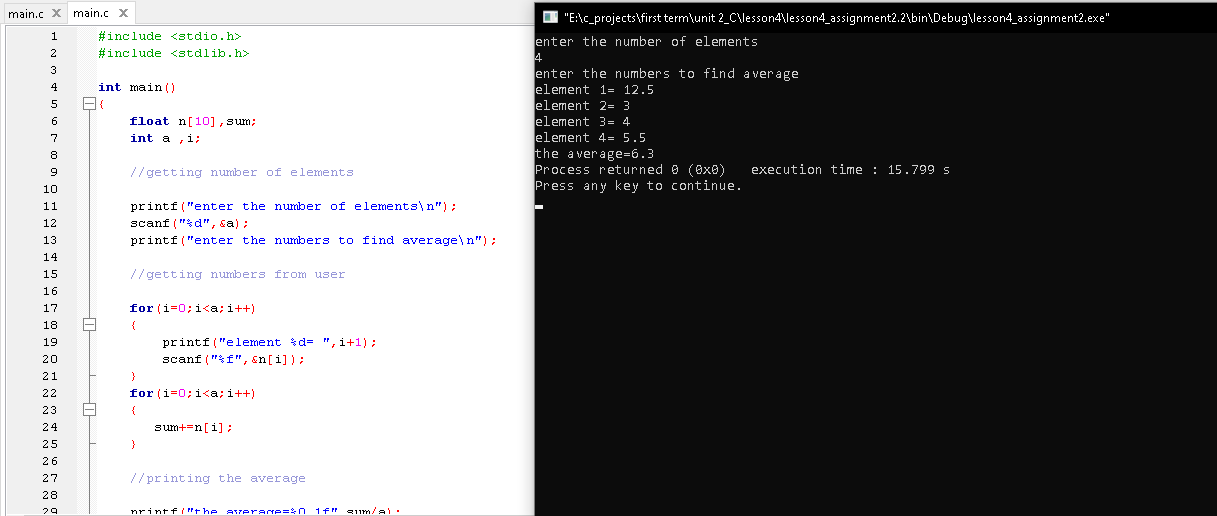 main.c
main.c
1 #include <stdio.h>
2 #include <stdlib.h>
3
4 int main()
5 {
6 float n[10],sum;
7 int a ,i;
8
9 //getting number of elements
10
11 printf("enter the number of elements\n");
12 scanf("%d",&a);
13 printf("enter the numbers to find average\n");
14
15 //getting numbers from user
16
17 for(i=0;i<a;i++)
18 {
19 printf("element %d= ",i+1);
20 scanf("%f",&n[i]);
21 }
22 for(i=0;i<a;i++)
23 {
24 sum+=n[i];
25 }
26
27 //printing the average
28
29 printf("the average=%0.1f",sum/a);
"E:\c_projects\first term\unit 2_C\lesson4\lesson4_assignment2.2\bin\Debug\lesson4_assignment2.exe"
enter the number of elements
4
enter the numbers to find average
element 1= 12.5
element 2= 3
element 3= 4
element 4= 5.5
the average=6.3
Process returned 0 (0x0) execution time : 15.799 s
Press any key to continue.